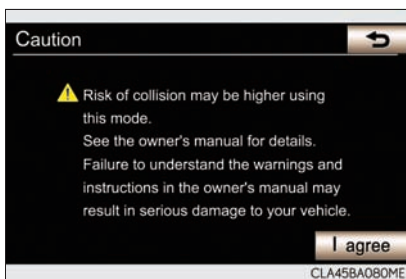 Caution
Risk of collision may be higher using
this mode.
See the owner's manual for details.
Failure to understand the warnings and
instructions in the owner's manual may
result in serious damage to your vehicle.
I agree
CLA45BA080ME